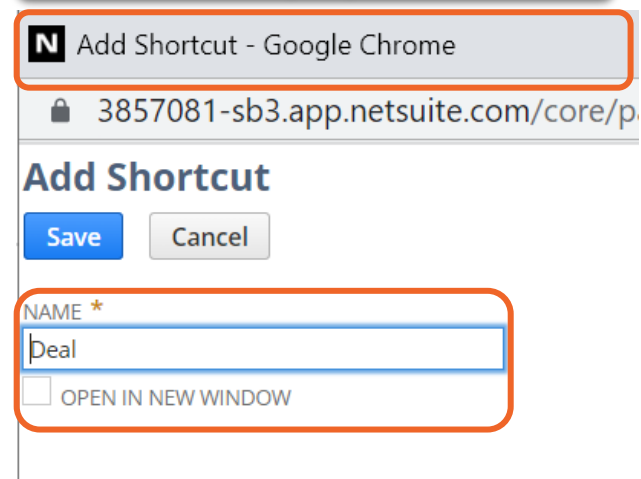 N Add Shortcut - Google Chrome
3857081-sb3.app.netsuite.com/core/pa
Add Shortcut
Save Cancel
NAME *
Deal
OPEN IN NEW WINDOW